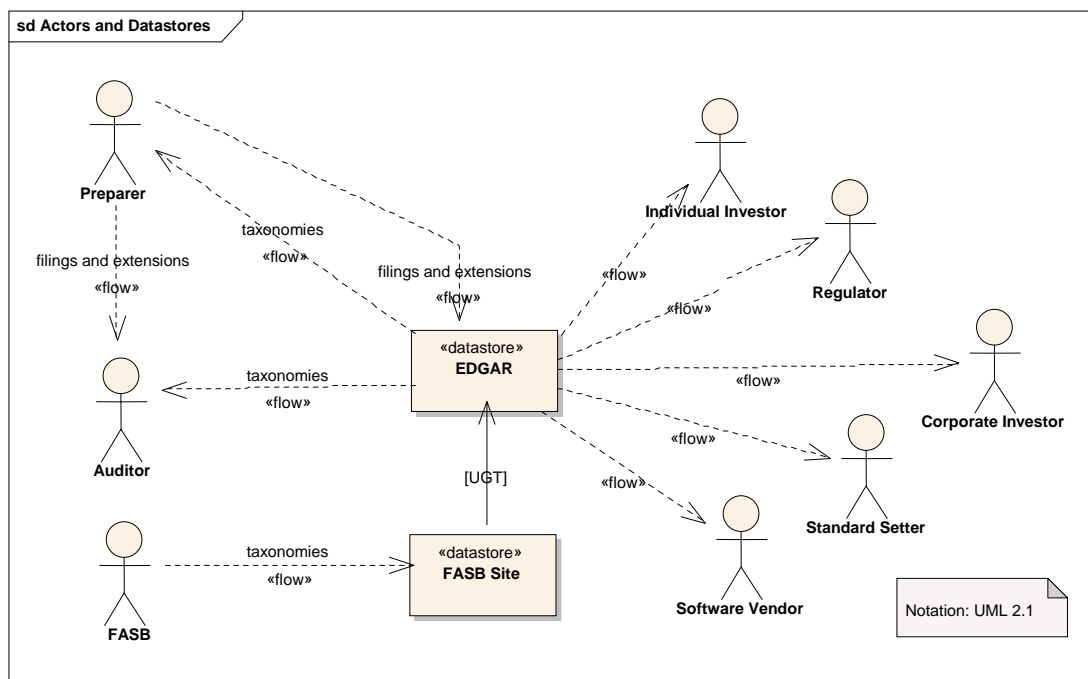 sd Actors and Datastores
Preparer
Individual Investor
Regulator
taxonomies
«flow»
filings and extensions
«flow»
filings and extensions
«flow»
«flow»
«flow»
«datastore»
EDGAR
taxonomies
«flow»
Auditor
«flow»
Corporate Investor
«flow»
Standard Setter
[UGT]
«flow»
Software Vendor
«datastore»
FASB Site
taxonomies
«flow»
FASB
Notation: UML 2.1